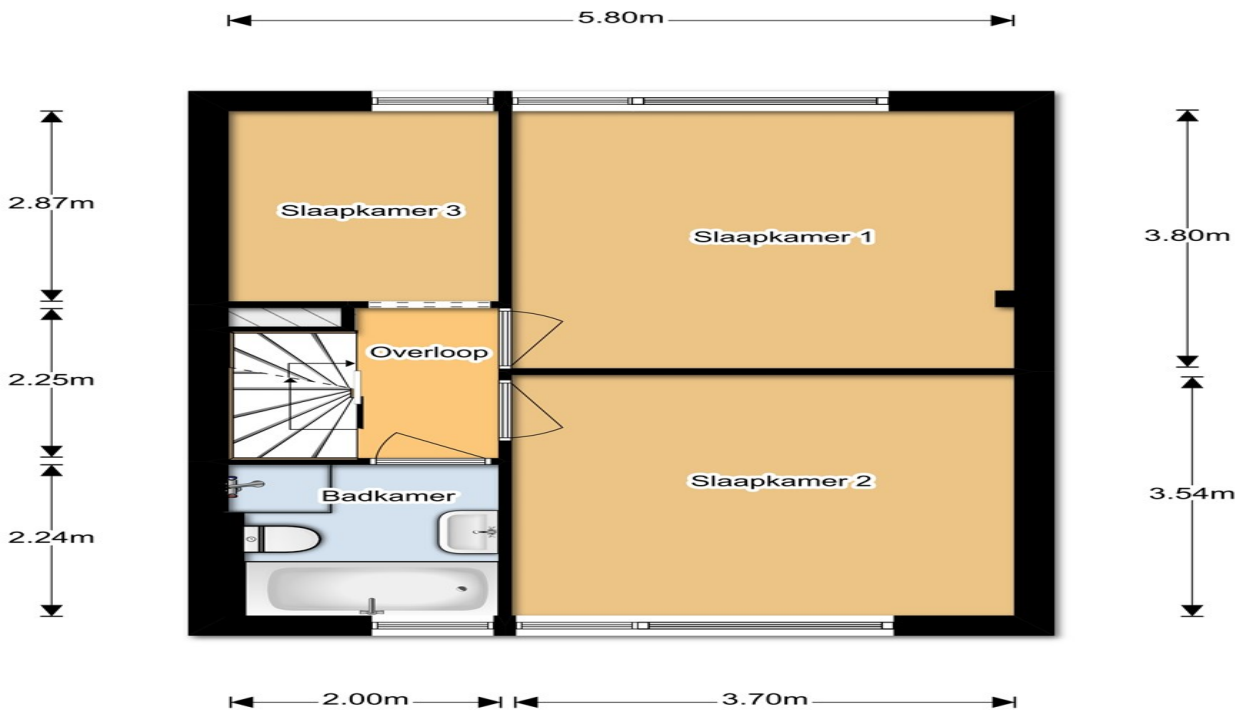 5.80m
2.87m
Slaapkamer 3
Slaapkamer 1
3.80m
Overloop
2.25m
Slaapkamer 2
Badkamer
3.54m
2.24m
2.00m
3.70m